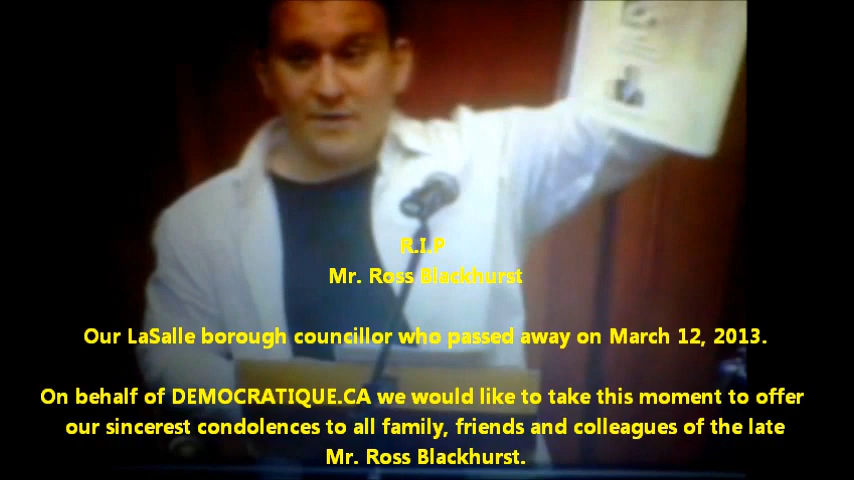 R.I.P
Mr. Ross Blackhurst
Our LaSalle borough councillor who passed away on March 12, 2013.
On behalf of DEMOCRATIQUE.CA we would like to take this moment to offer
our sincerest condolences to all family, friends and colleagues of the late
Mr. Ross Blackhurst.